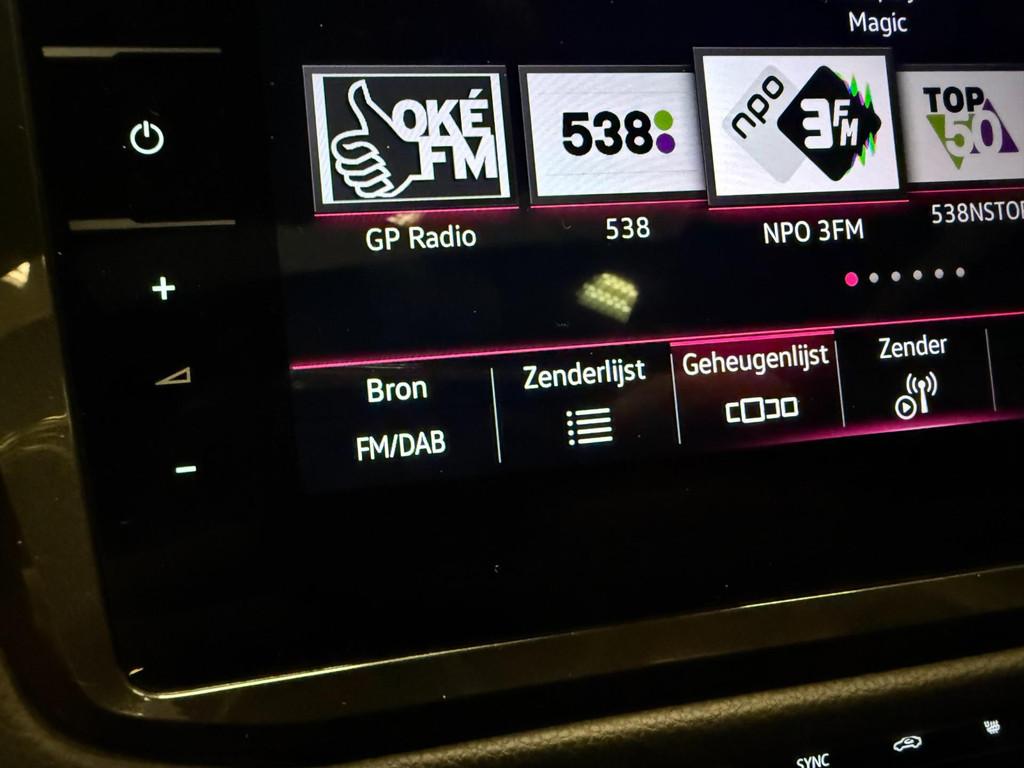 Magic
OKÉ
FM
538
npo
3FM
TOP
50
GP Radio
538
NPO 3FM
538NSTO
Bron
FM/DAB
Zenderlijst
Geheugenlijst
Zender
SYNC